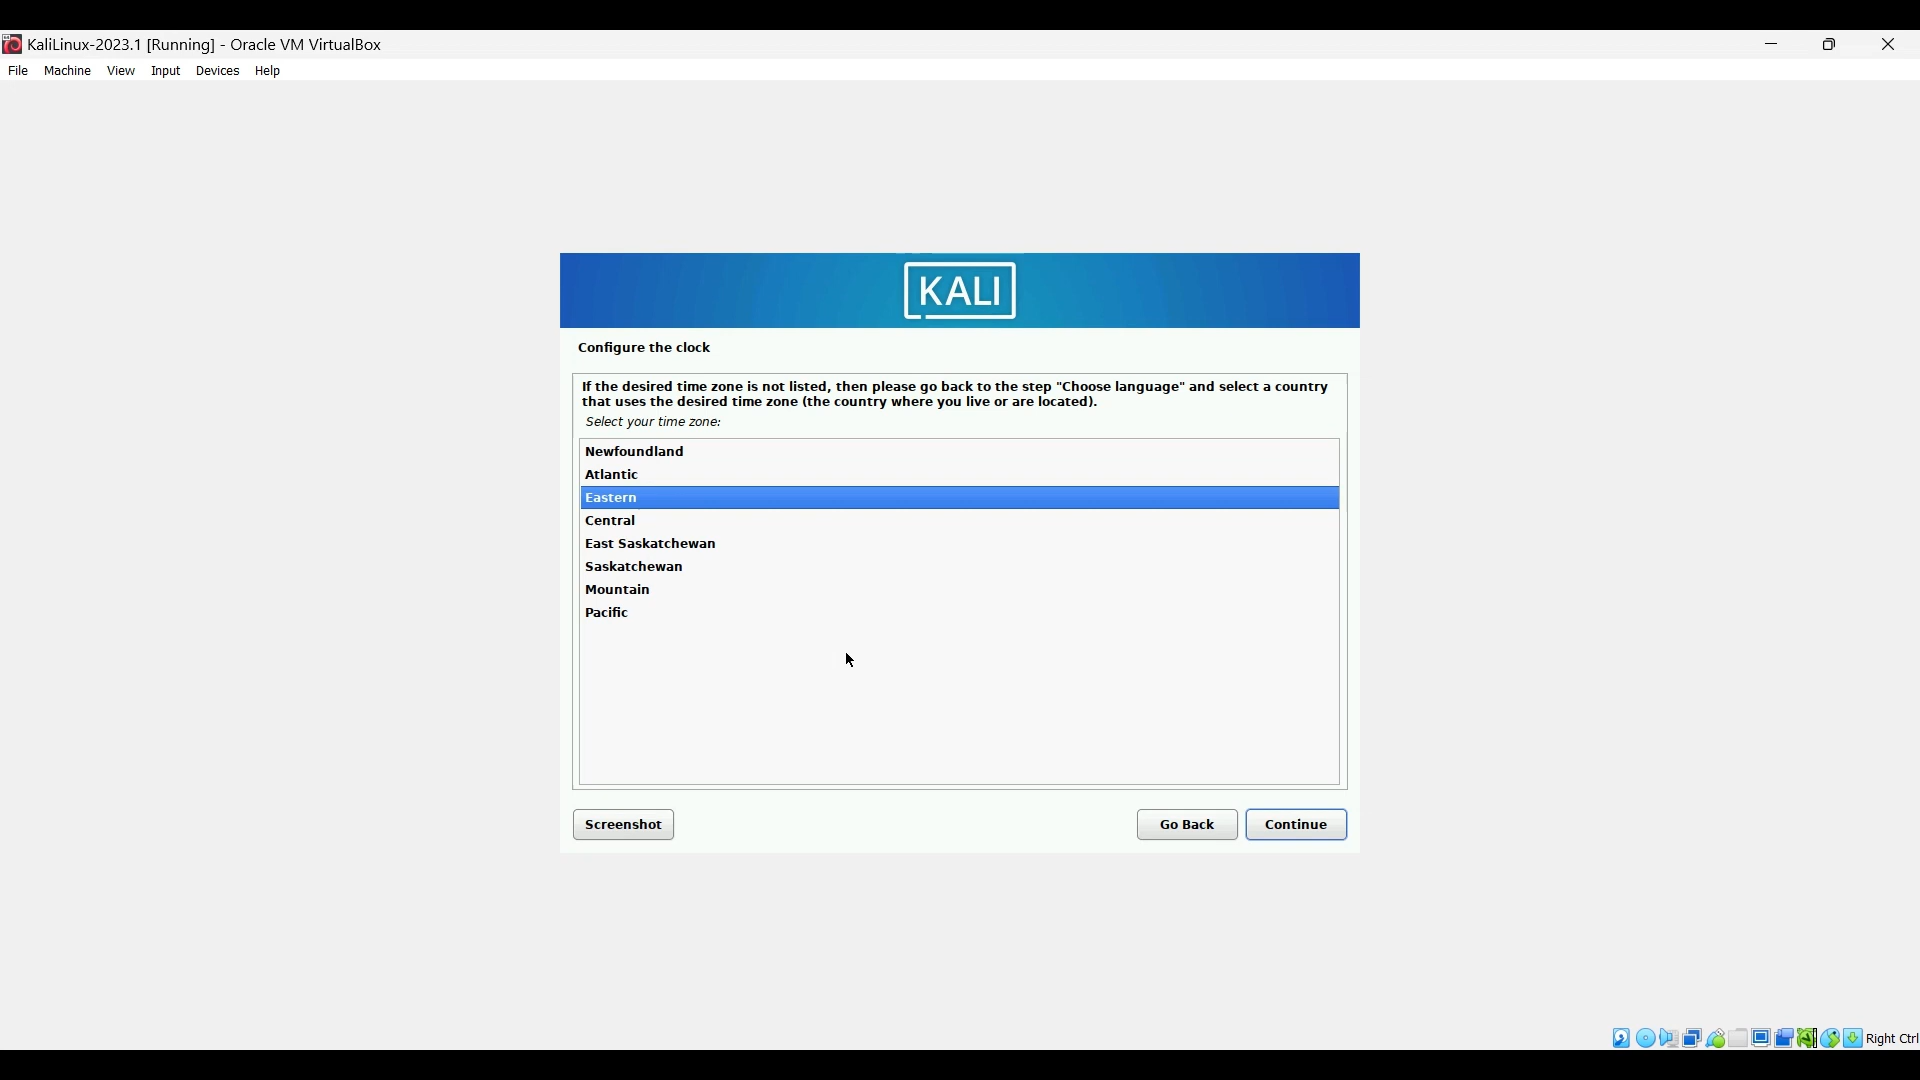 KaliLinux-2023.1 [Running] - Oracle VM VirtualBox
File Machine View Input Devices Help
KALI
Configure the clock
If the desired time zone is not listed, then please go back to the step "Choose language" and select a country
that uses the desired time zone (the country where you live or are located).
Select your time zone:
Newfoundland
Atlantic
Eastern
Central
East Saskatchewan
Saskatchewan
Mountain
Pacific
Screenshot Go Back Continue
Right Ctrl